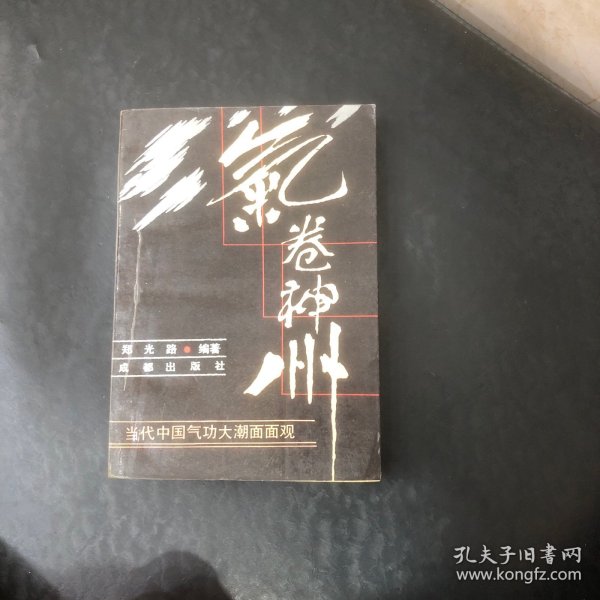 氣卷神州
郑光路·编著
成都出版社
当代中国气功大潮面面观
孔夫子旧书网
www.kongfz.com